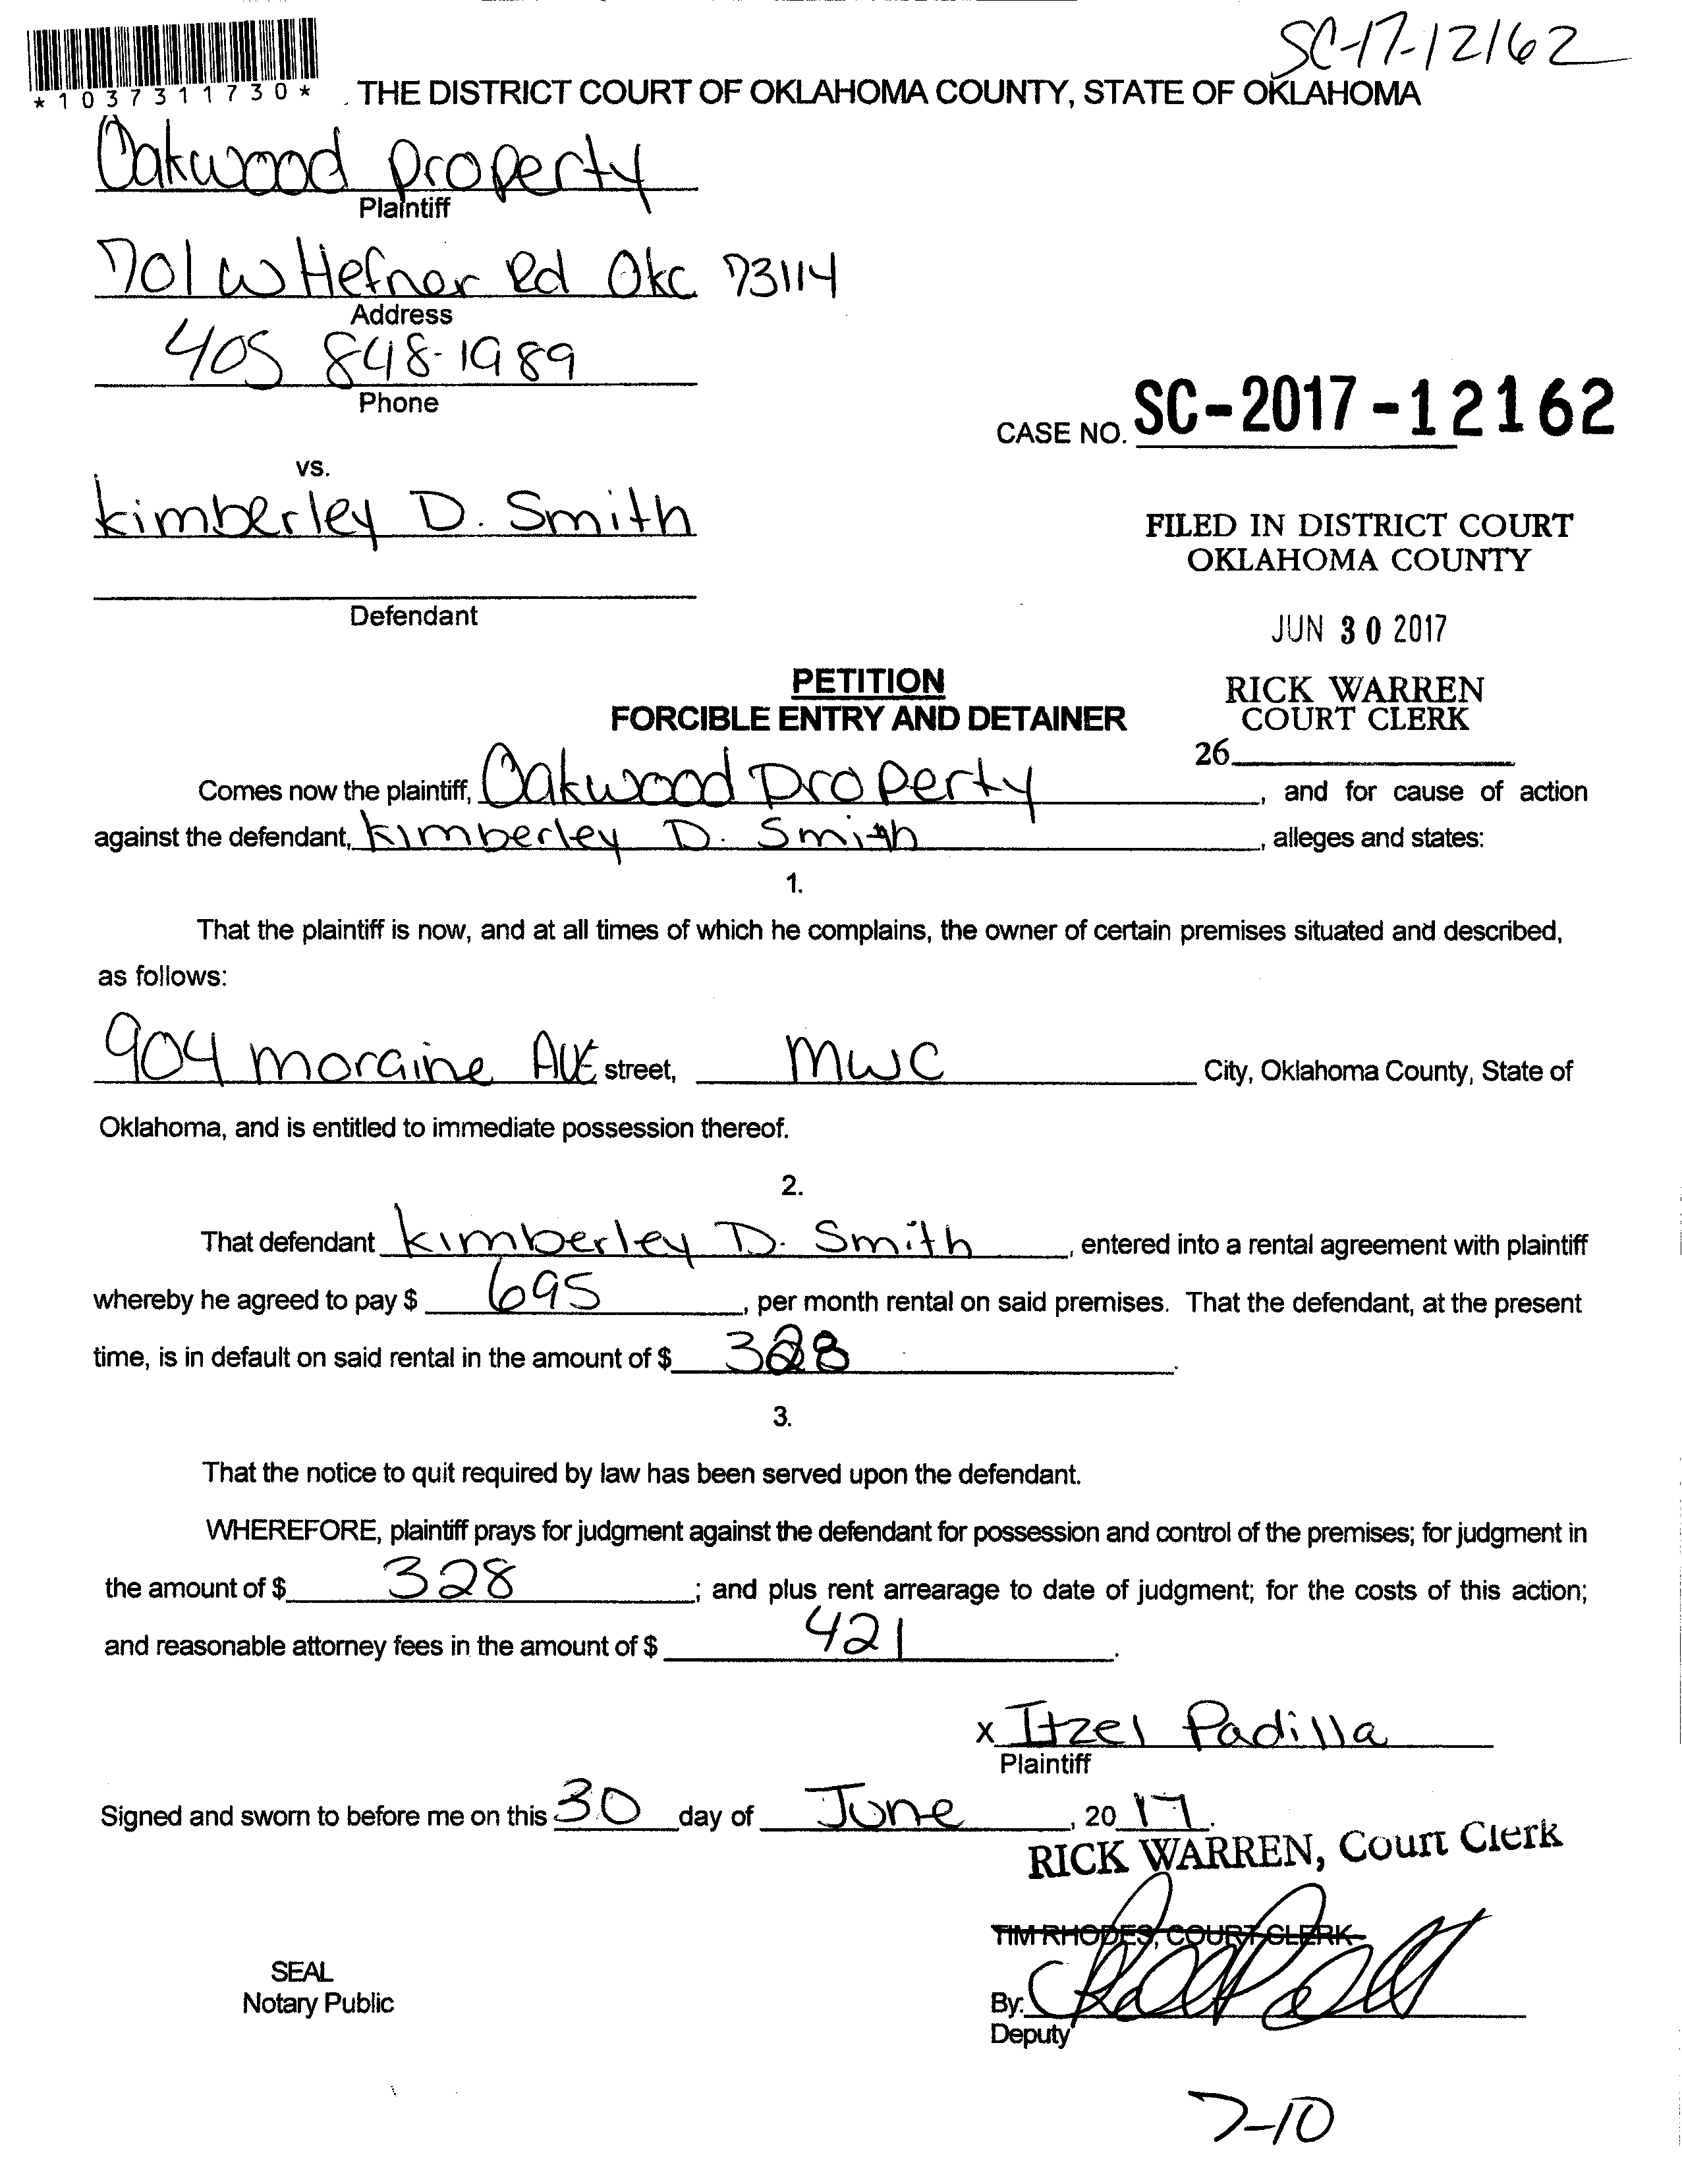 SC-17-12162
*1037311730*
THE DISTRICT COURT OF OKLAHOMA COUNTY, STATE OF OKLAHOMA
Oakwood Property
Plaintiff
701 W Hefner Rd Okc 73114
Address
405 848-1989
Phone
CASE NO. SC-2017-12162
vs.
Kimberley D. Smith
Defendant
FILED IN DISTRICT COURT
OKLAHOMA COUNTY
JUN 30 2017
RICK WARREN
COURT CLERK
26
PETITION
FORCIBLE ENTRY AND DETAINER
Comes now the plaintiff, Oakwood Property, and for cause of action
against the defendant, Kimberley D. Smith, alleges and states:
1.
That the plaintiff is now, and at all times of which he complains, the owner of certain premises situated and described,
as follows:
904 moraine AVE street, MWC City, Oklahoma County, State of
Oklahoma, and is entitled to immediate possession thereof.
2.
That defendant Kimberley D. Smith, entered into a rental agreement with plaintiff
whereby he agreed to pay $ 695, per month rental on said premises. That the defendant, at the present
time, is in default on said rental in the amount of $ 328.
3.
That the notice to quit required by law has been served upon the defendant.
WHEREFORE, plaintiff prays for judgment against the defendant for possession and control of the premises; for judgment in
the amount of $ 328; and plus rent arrearage to date of judgment; for the costs of this action;
and reasonable attorney fees in the amount of $ 421.
x Itzel Padilla
Plaintiff
Signed and sworn to before me on this 30 day of June, 20 17.
RICK WARREN, Court Clerk
TIM RHODES, COURT CLERK
SEAL
Notary Public
By:
Deputy
7-10